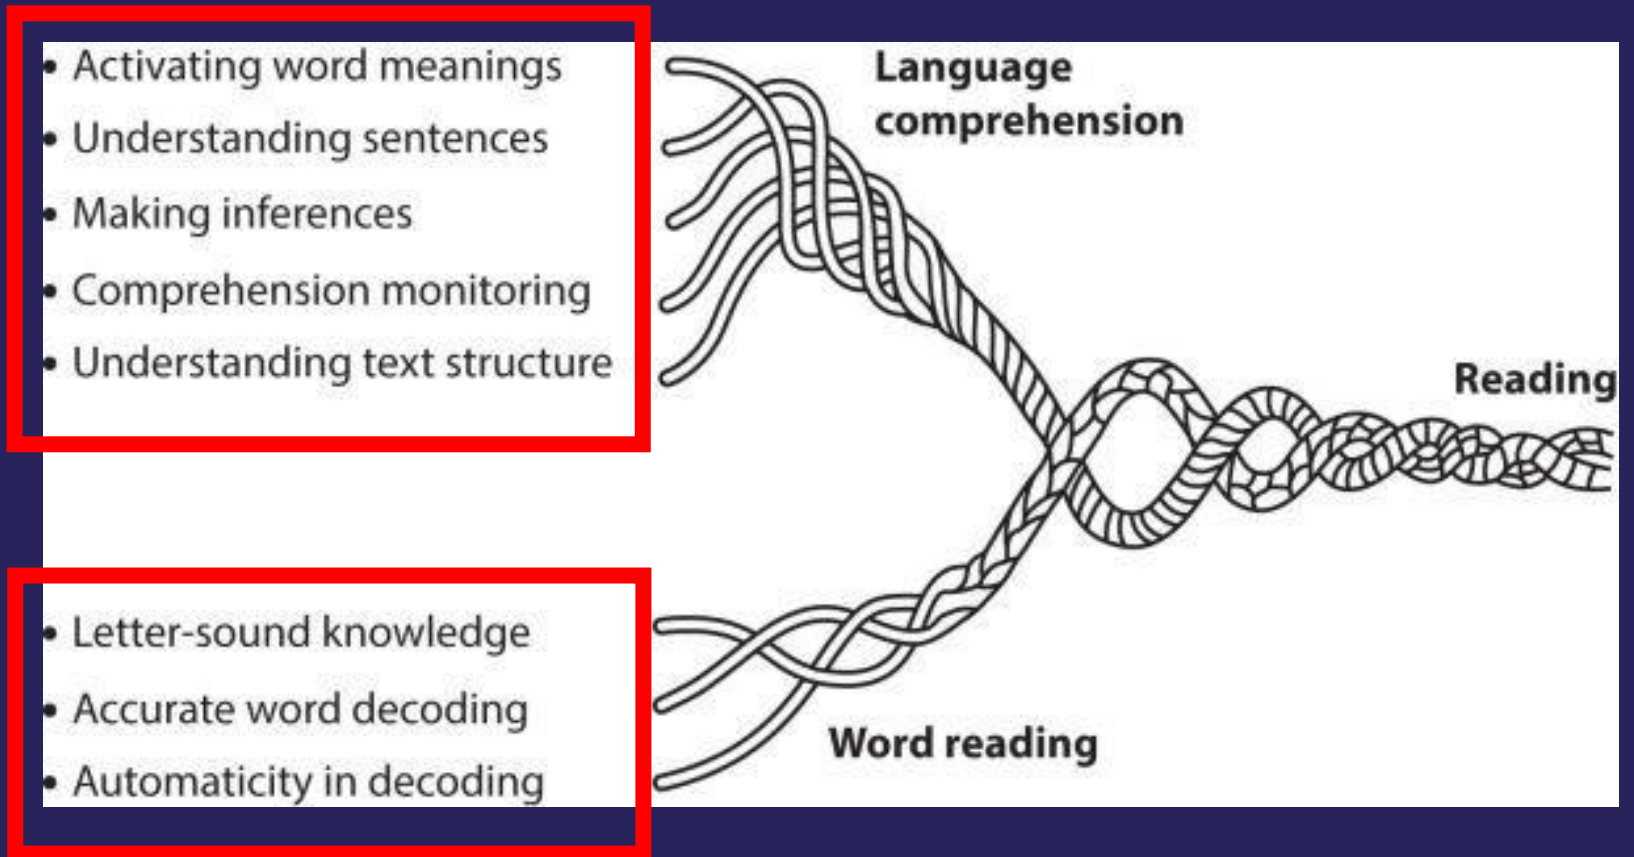 • Activating word meanings
• Understanding sentences
• Making inferences
• Comprehension monitoring
• Understanding text structure
Language
comprehension
Reading
• Letter-sound knowledge
• Accurate word decoding
• Automaticity in decoding
Word reading